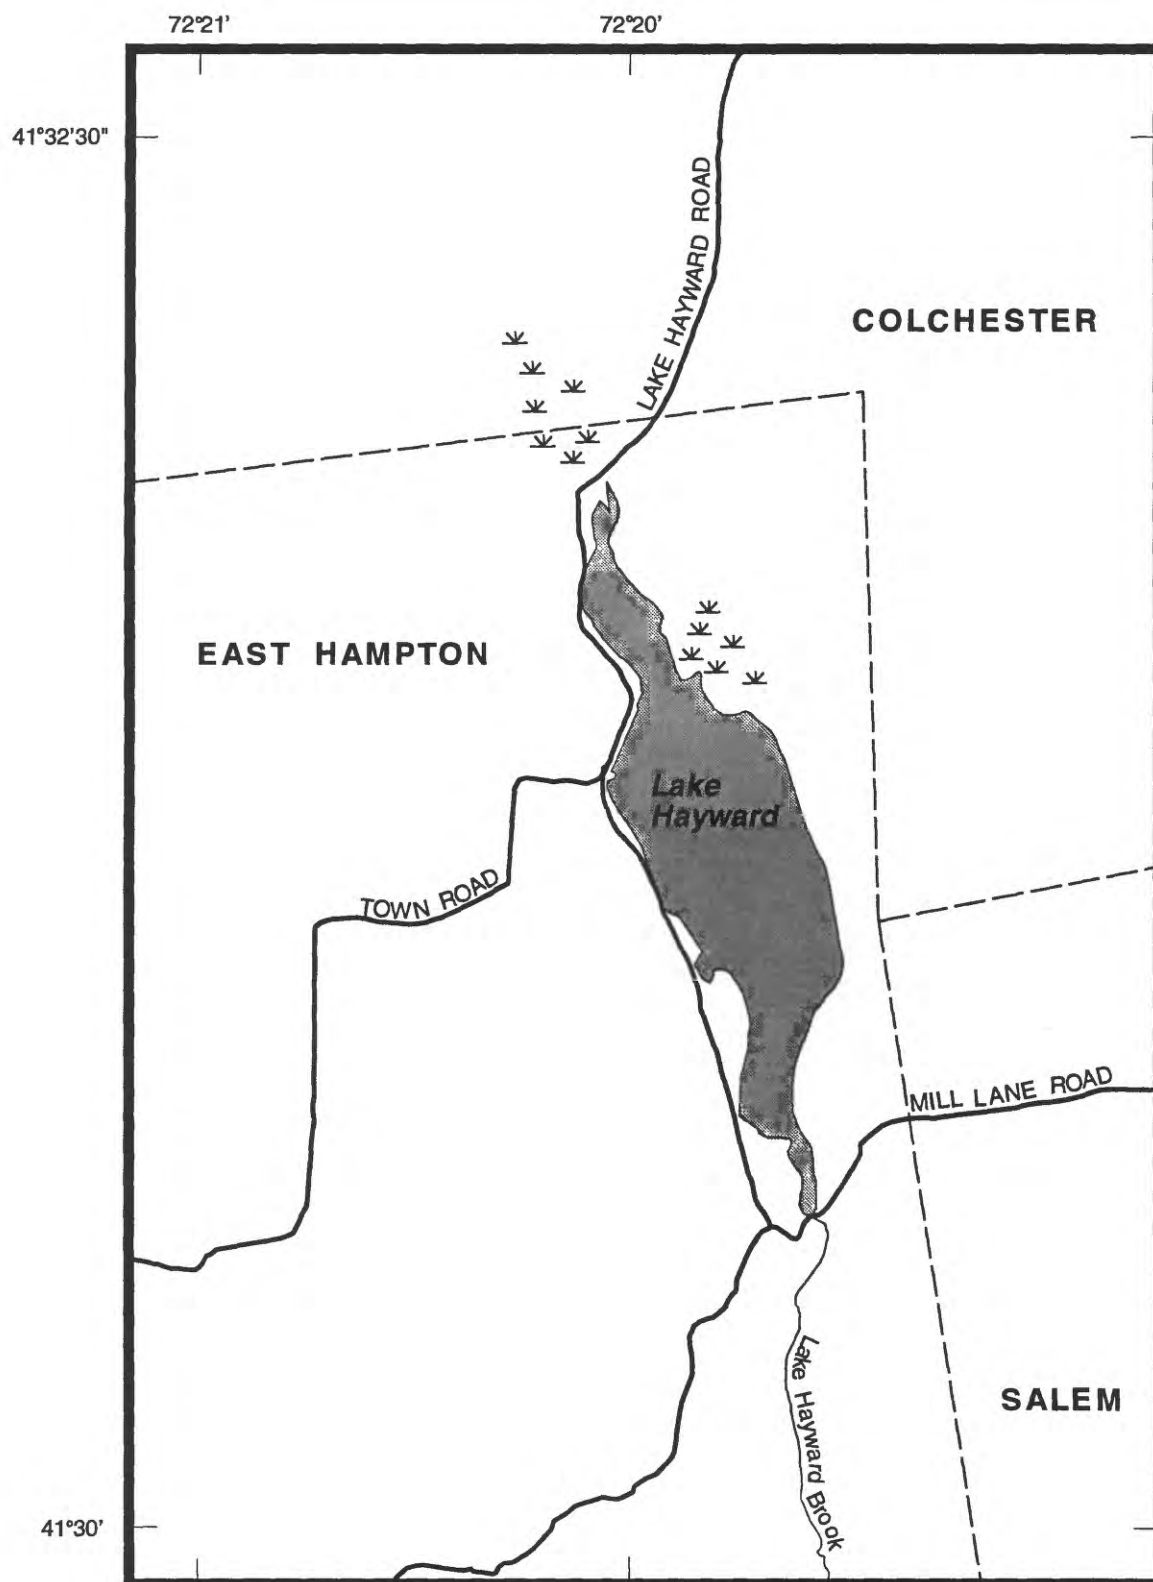 72°21' 72°20'
41°32'30"
LAKE HAYWARD ROAD
COLCHESTER
EAST HAMPTON
Lake
Hayward
TOWN ROAD
MILL LANE ROAD
SALEM
Lake Hayward Brook
41°30'